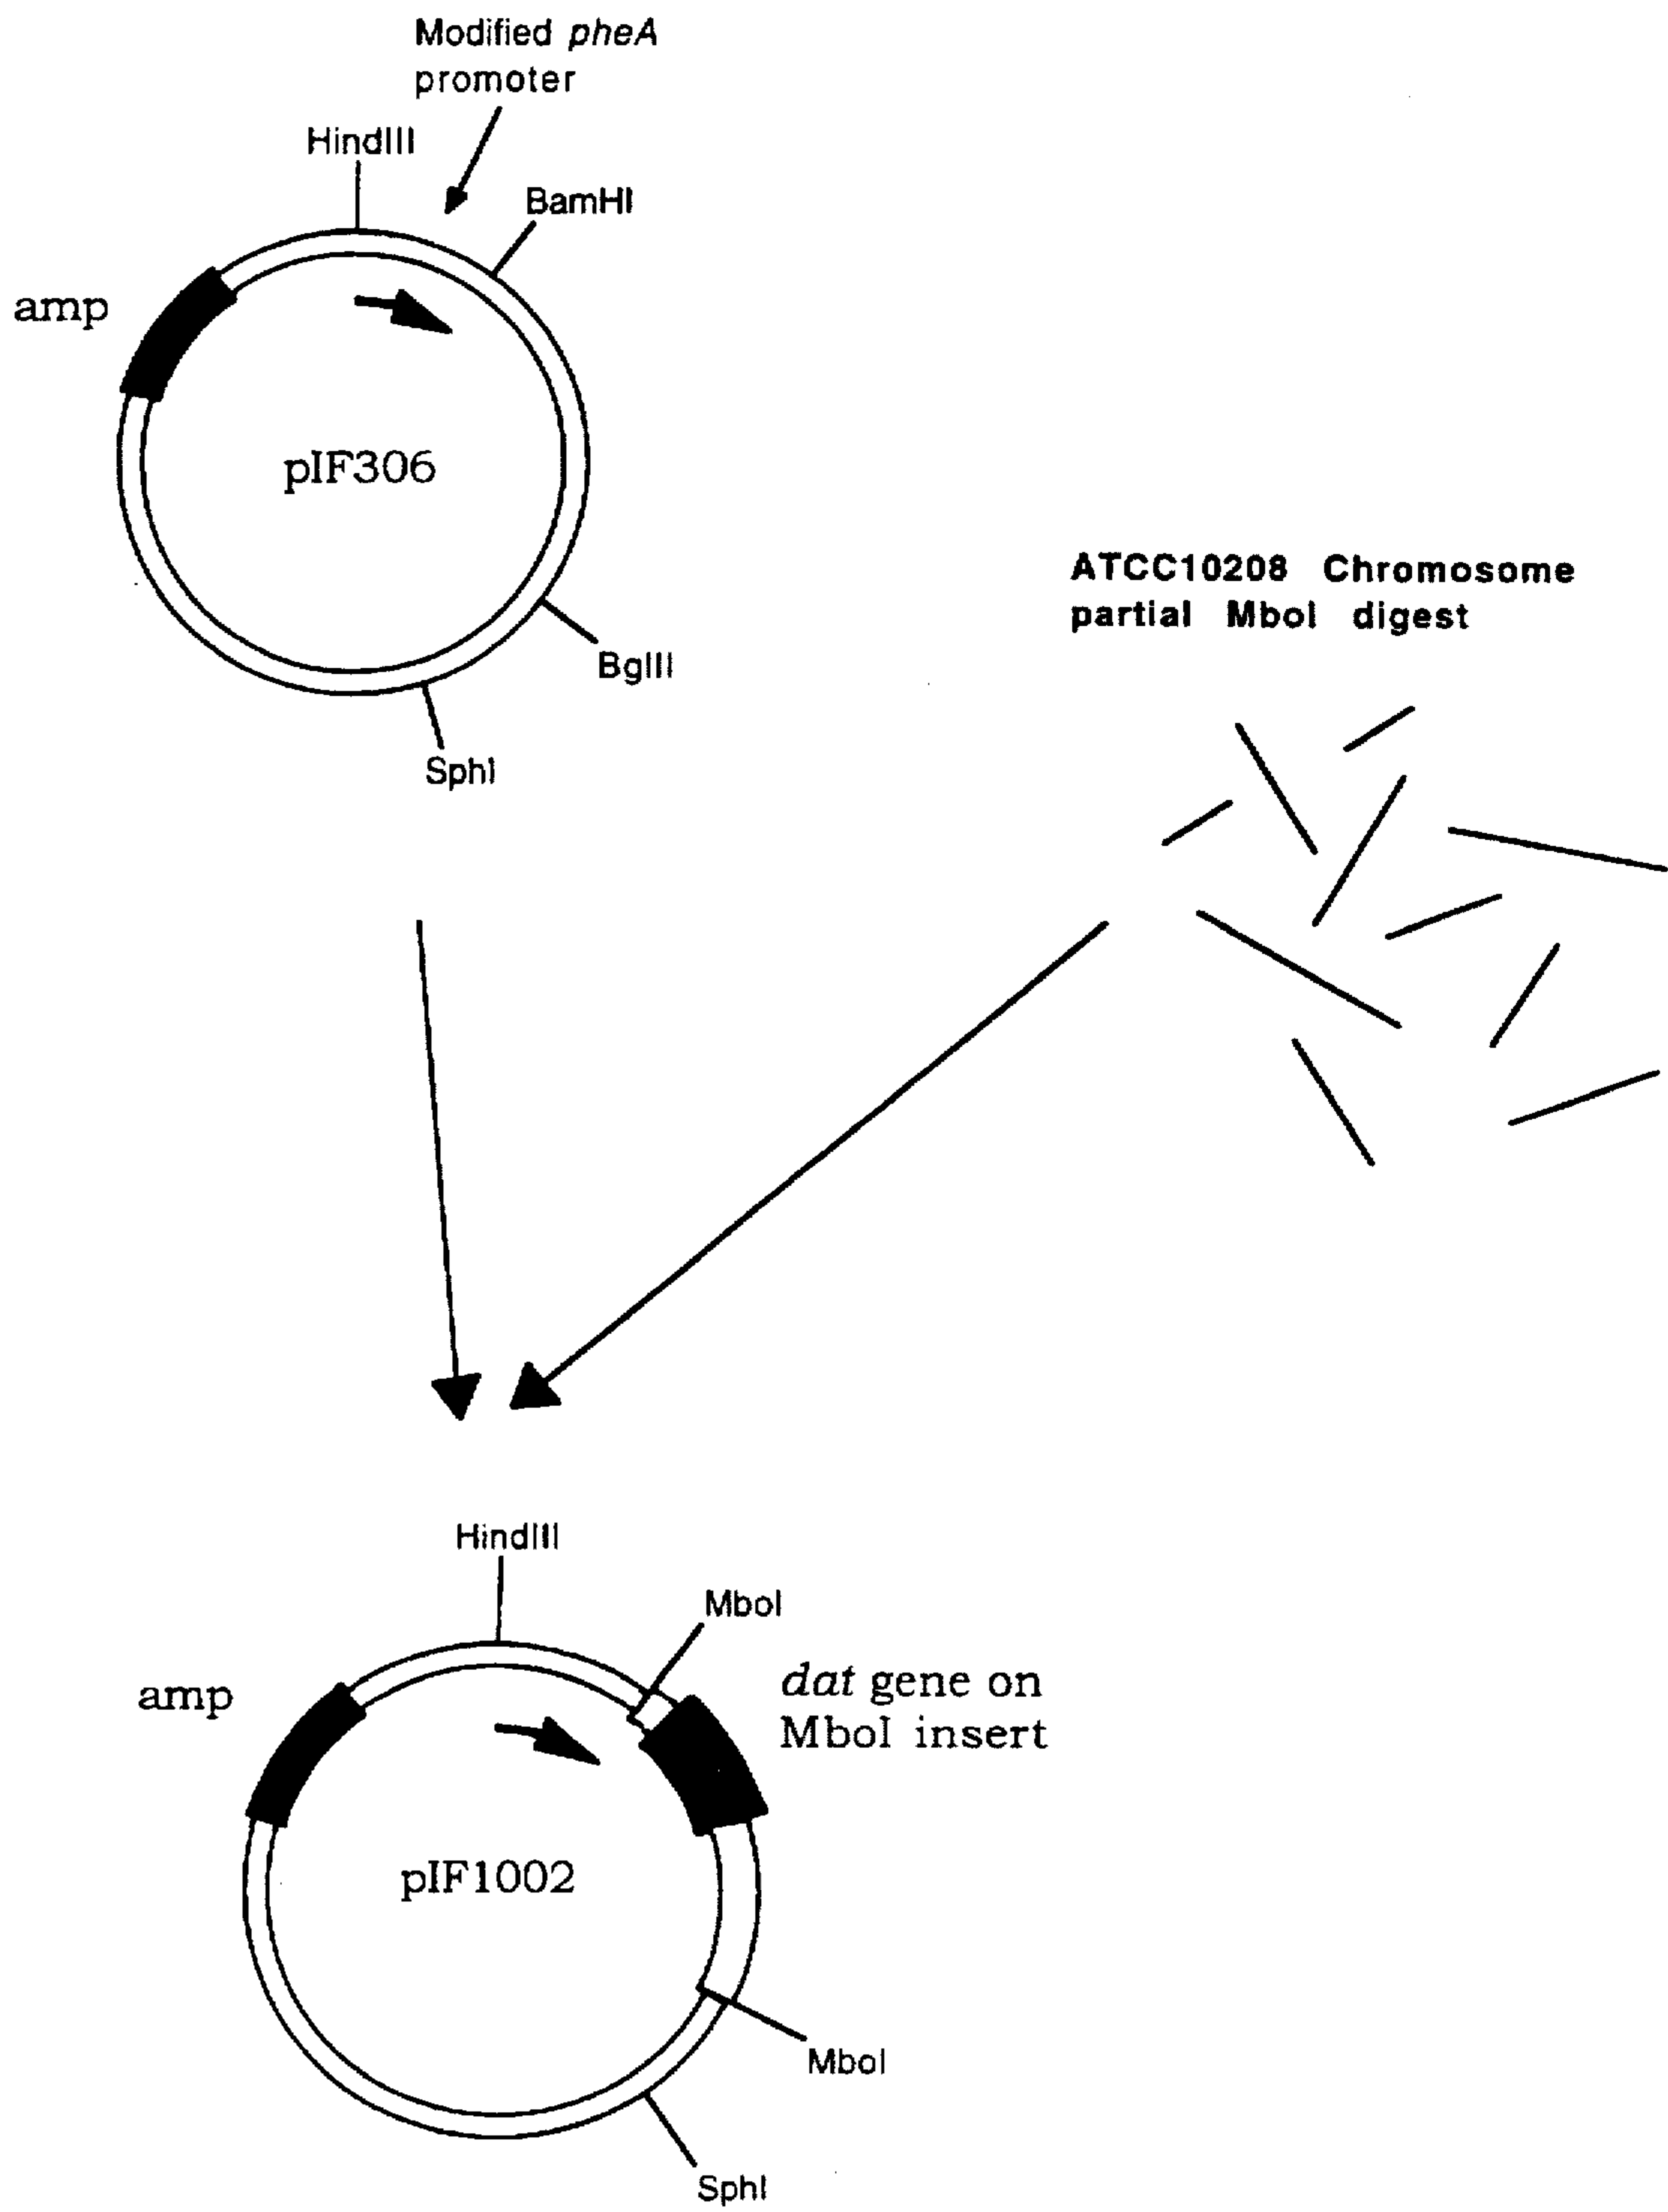 Modified pheA
promoter
HindIII
BamHI
amp
pIF306
BglII
SphI
ATCC10208 Chromosome
partial MboI digest
HindIII
MboI
amp
dat gene on
MboI insert
pIF1002
MboI
SphI